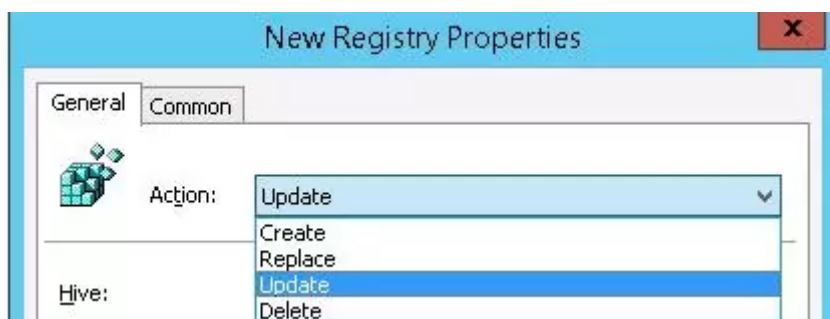 New Registry Properties
x
General Common
Action: Update
Create
Replace
Update
Hive:
Delete